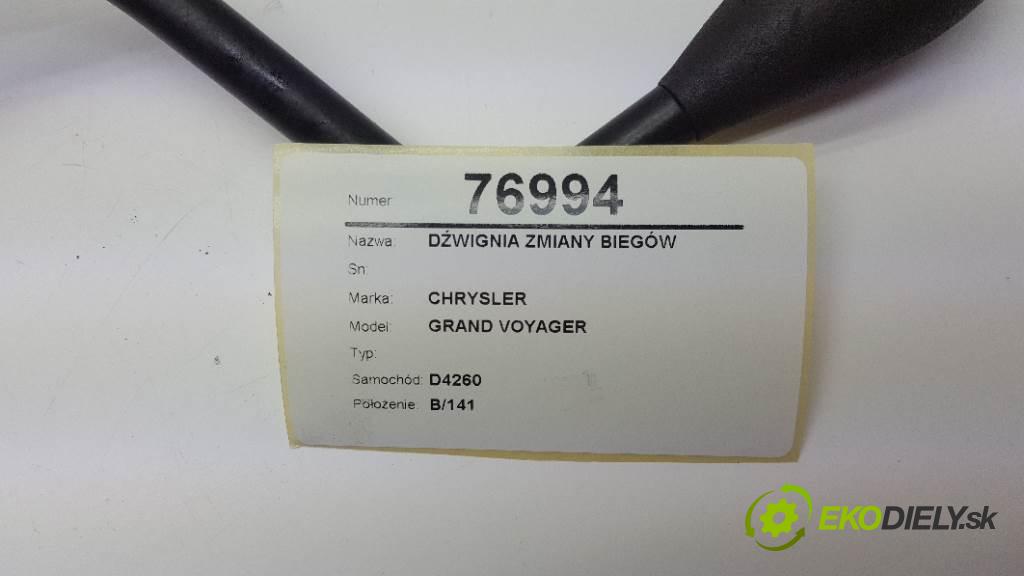 Numer 76994
Nazwa: DŹWIGNIA ZMIANY BIEGÓW
Sn:
Marka: CHRYSLER
Model: GRAND VOYAGER
Typ:
Samochód: D4260
Położenie: B/141
EKODIELY.sk